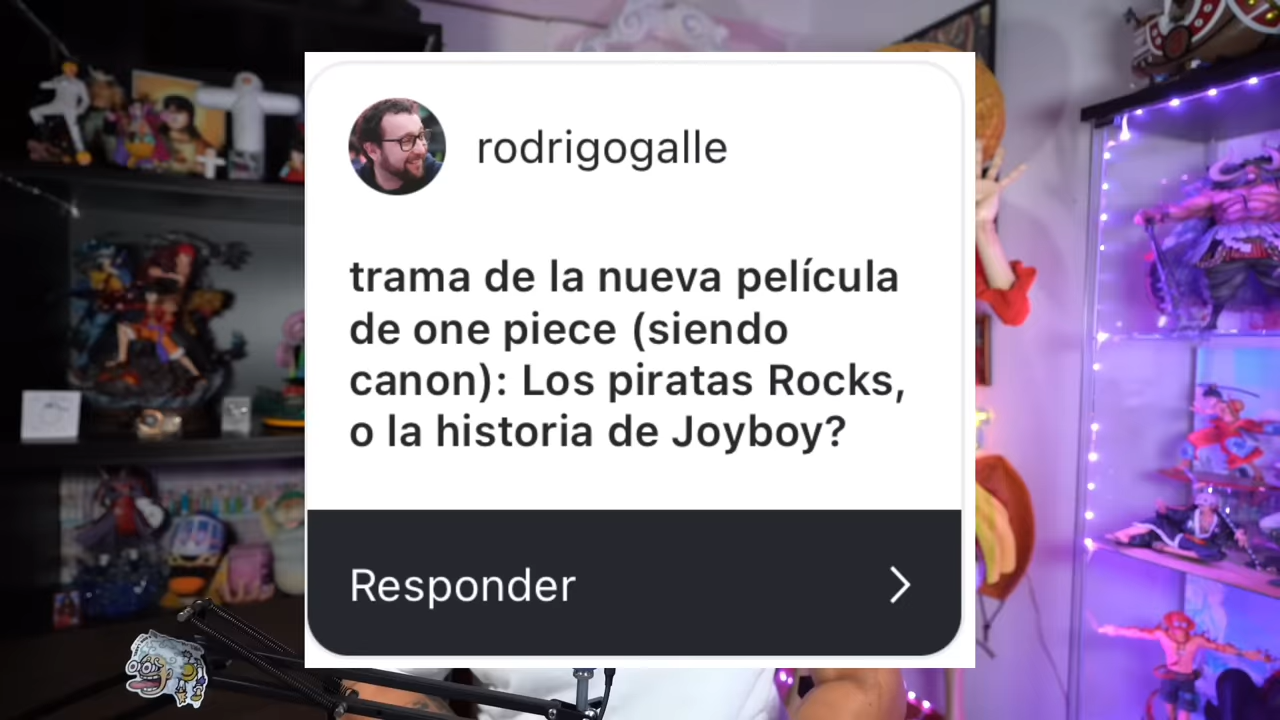 rodrigogalle
trama de la nueva película
de one piece (siendo
canon): Los piratas Rocks,
o la historia de Joyboy?
Responder